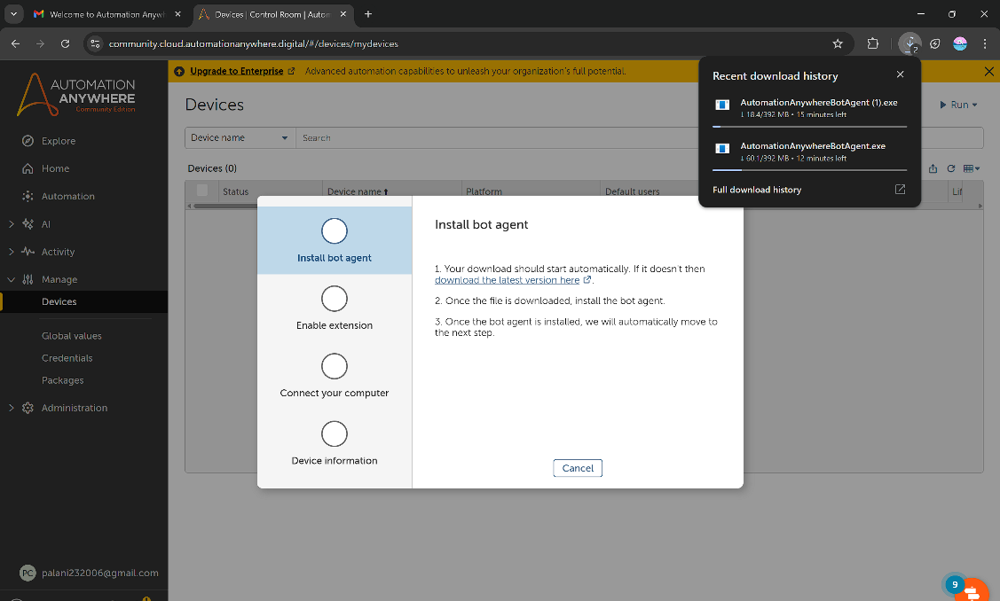 Welcome to Automation Anywh
Devices | Control Room | Autom
community.cloud.automationanywhere.digital/#/devices/mydevices
2
Upgrade to Enterprise
Advanced automation capabilities to unleash your organization's full potential.
AUTOMATION
ANYWHERE
Community Edition
Explore
Home
Automation
AI
Activity
Manage
Devices
Global values
Credentials
Packages
Administration
PC
palani232006@gmail.com
Devices
Run
Device name
Search
Devices (0)
Status
Device name
Platform
Default users
Recent download history
AutomationAnywhereBotAgent (1).exe
↓ 18.4/392 MB • 15 minutes left
AutomationAnywhereBotAgent.exe
↓ 60.1/392 MB • 12 minutes left
Full download history
Install bot agent
Enable extension
Connect your computer
Device information
Install bot agent
1. Your download should start automatically. If it doesn't then
download the latest version here .
2. Once the file is downloaded, install the bot agent.
3. Once the bot agent is installed, we will automatically move to
the next step.
Cancel
9